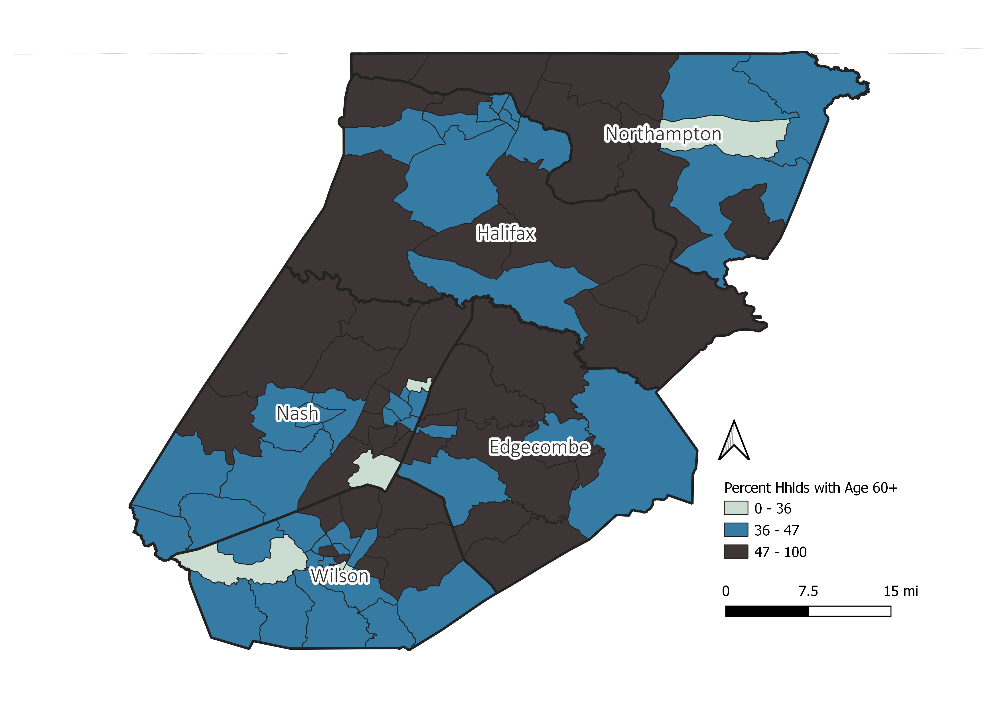 Northampton
Halifax
Nash
Edgecombe
Wilson
Percent Hhlds with Age 60+
0 - 36
36 - 47
47 - 100
0 7.5 15 mi